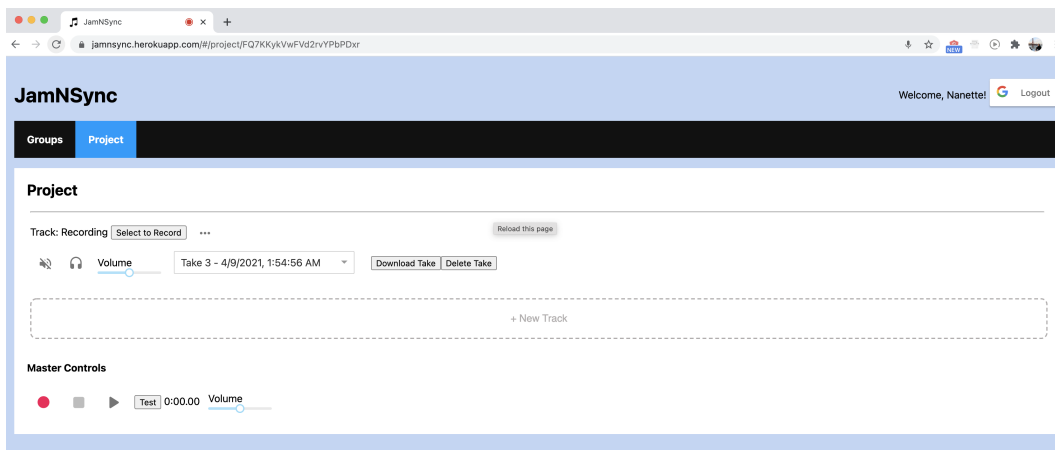 JamNSync
jamnsync.herokuapp.com/#/project/FQ7KKykVwFVd2rvYPbPDxr
NEW
JamNSync
Welcome, Nanette!
G Logout
Groups Project
Project
Reload this page
Track: Recording Select to Record ...
Volume Take 3 - 4/9/2021, 1:54:56 AM Download Take Delete Take
+ New Track
Master Controls
Test 0:00.00 Volume